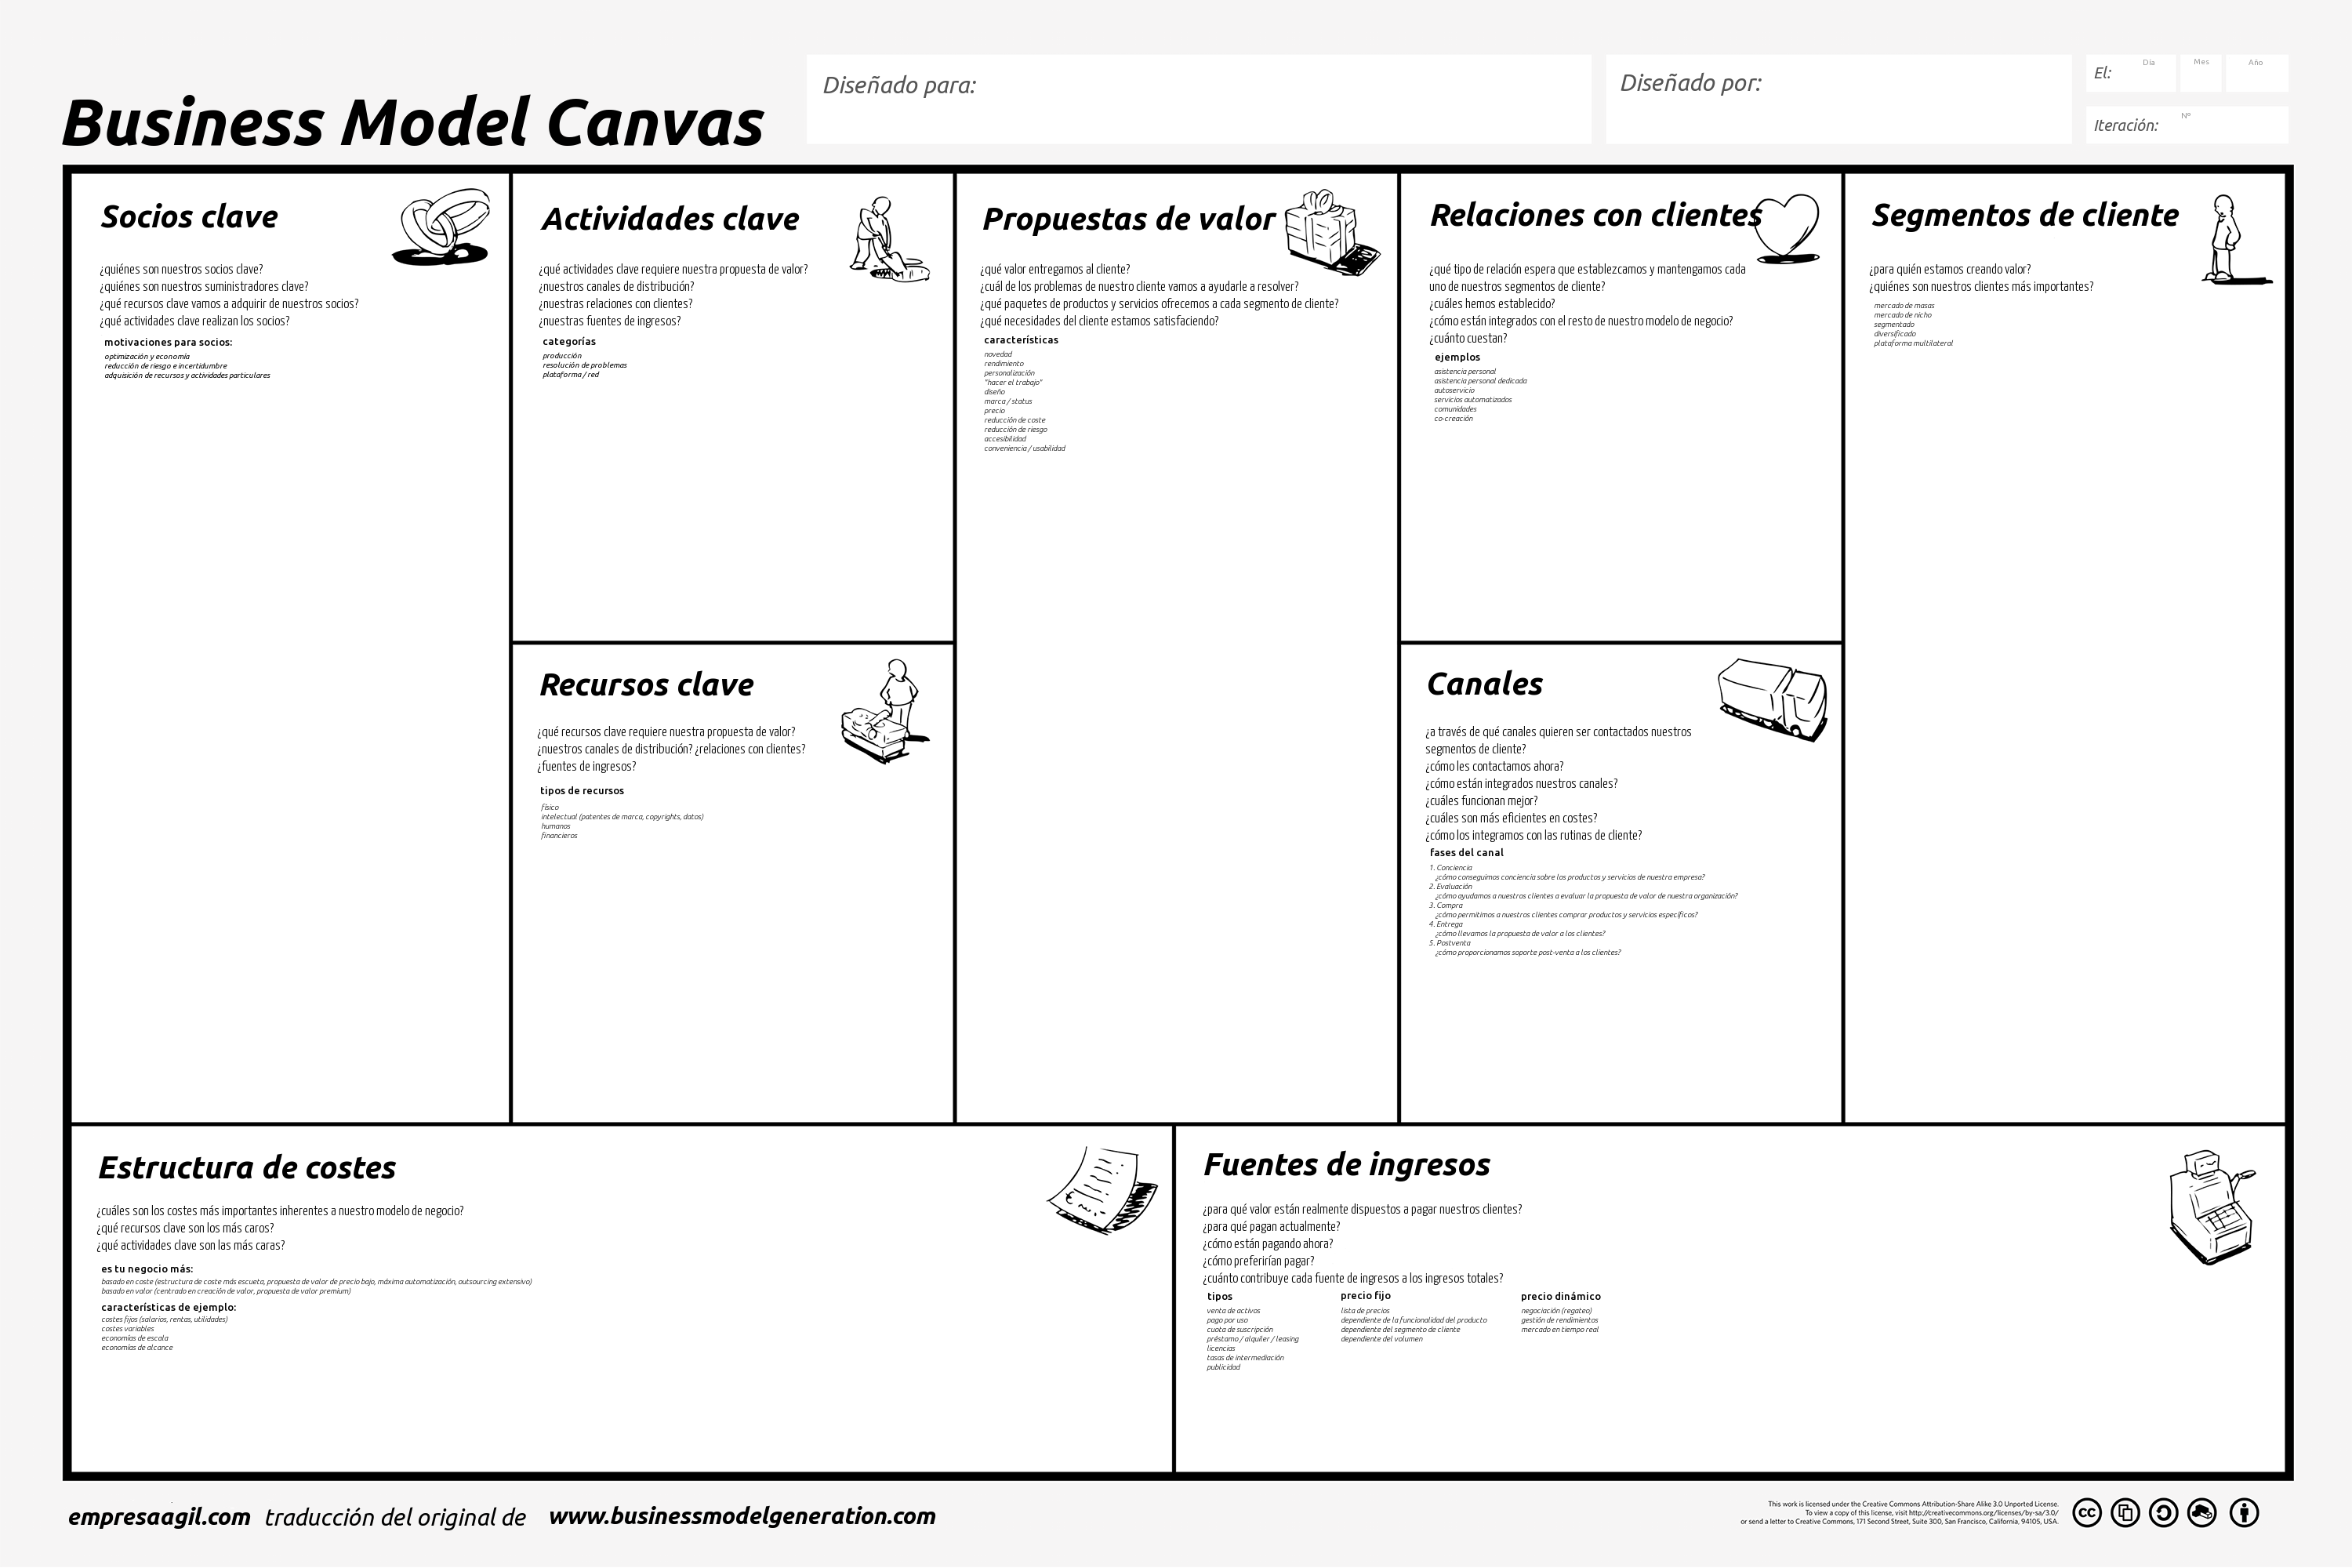 Business Model Canvas
Diseñado para:
Diseñado por:
El:
Día
Mes
Año
Iteración:
Nº
Socios clave
¿quiénes son nuestros socios clave?
¿quiénes son nuestros suministradores clave?
¿qué recursos clave vamos a adquirir de nuestros socios?
¿qué actividades clave realizan los socios?
motivaciones para socios:
optimización y economía
reducción de riesgo e incertidumbre
adquisición de recursos y actividades particulares
Actividades clave
¿qué actividades clave requiere nuestra propuesta de valor?
¿nuestros canales de distribución?
¿nuestras relaciones con clientes?
¿nuestras fuentes de ingresos?
categorías
producción
resolución de problemas
plataforma / red
Recursos clave
¿qué recursos clave requiere nuestra propuesta de valor?
¿nuestros canales de distribución? ¿relaciones con clientes?
¿fuentes de ingresos?
tipos de recursos
físico
intelectual (patentes de marca, copyrights, datos)
humanos
financieros
Propuestas de valor
¿qué valor entregamos al cliente?
¿cuál de los problemas de nuestro cliente vamos a ayudarle a resolver?
¿qué paquetes de productos y servicios ofrecemos a cada segmento de cliente?
¿qué necesidades del cliente estamos satisfaciendo?
características
novedad
rendimiento
personalización
"hacer el trabajo"
diseño
marca / status
precio
reducción de coste
reducción de riesgo
accesibilidad
conveniencia / usabilidad
Relaciones con clientes
¿qué tipo de relación espera que establezcamos y mantengamos cada
uno de nuestros segmentos de cliente?
¿cuáles hemos establecido?
¿cómo están integrados con el resto de nuestro modelo de negocio?
¿cuánto cuestan?
ejemplos
asistencia personal
asistencia personal dedicada
autoservicio
servicios automatizados
comunidades
co-creación
Canales
¿a través de qué canales quieren ser contactados nuestros
segmentos de cliente?
¿cómo les contactamos ahora?
¿cómo están integrados nuestros canales?
¿cuáles funcionan mejor?
¿cuáles son más eficientes en costes?
¿cómo los integramos con las rutinas de cliente?
fases del canal
1. Conciencia
¿cómo conseguimos conciencia sobre los productos y servicios de nuestra empresa?
2. Evaluación
¿cómo ayudamos a nuestros clientes a evaluar la propuesta de valor de nuestra organización?
3. Compra
¿cómo permitimos a nuestros clientes comprar productos y servicios específicos?
4. Entrega
¿cómo llevamos la propuesta de valor a los clientes?
5. Postventa
¿cómo proporcionamos soporte post-venta a los clientes?
Segmentos de cliente
¿para quién estamos creando valor?
¿quiénes son nuestros clientes más importantes?
mercado de masas
mercado de nicho
segmentado
diversificado
plataforma multilateral
Estructura de costes
¿cuáles son los costes más importantes inherentes a nuestro modelo de negocio?
¿qué recursos clave son los más caros?
¿qué actividades clave son las más caras?
es tu negocio más:
basado en coste (estructura de coste más escueta, propuesta de valor de precio bajo, máxima automatización, outsourcing extensivo)
basado en valor (centrado en creación de valor, propuesta de valor premium)
características de ejemplo:
costes fijos (salarios, rentas, utilidades)
costes variables
economías de escala
economías de alcance
Fuentes de ingresos
¿para qué valor están realmente dispuestos a pagar nuestros clientes?
¿para qué pagan actualmente?
¿cómo están pagando ahora?
¿cómo preferirían pagar?
¿cuánto contribuye cada fuente de ingresos a los ingresos totales?
tipos
venta de activos
pago por uso
cuota de suscripción
préstamo / alquiler / leasing
licencias
tasas de intermediación
publicidad
precio fijo
lista de precios
dependiente de la funcionalidad del producto
dependiente del segmento de cliente
dependiente del volumen
precio dinámico
negociación (regateo)
gestión de rendimientos
mercado en tiempo real
empresaagil.com traducción del original de www.businessmodelgeneration.com
This work is licensed under the Creative Commons Attribution-Share Alike 3.0 Unported License.
To view a copy of this license, visit http://creativecommons.org/licenses/by-sa/3.0/
or send a letter to Creative Commons, 171 Second Street, Suite 300, San Francisco, California, 94105, USA.
cc